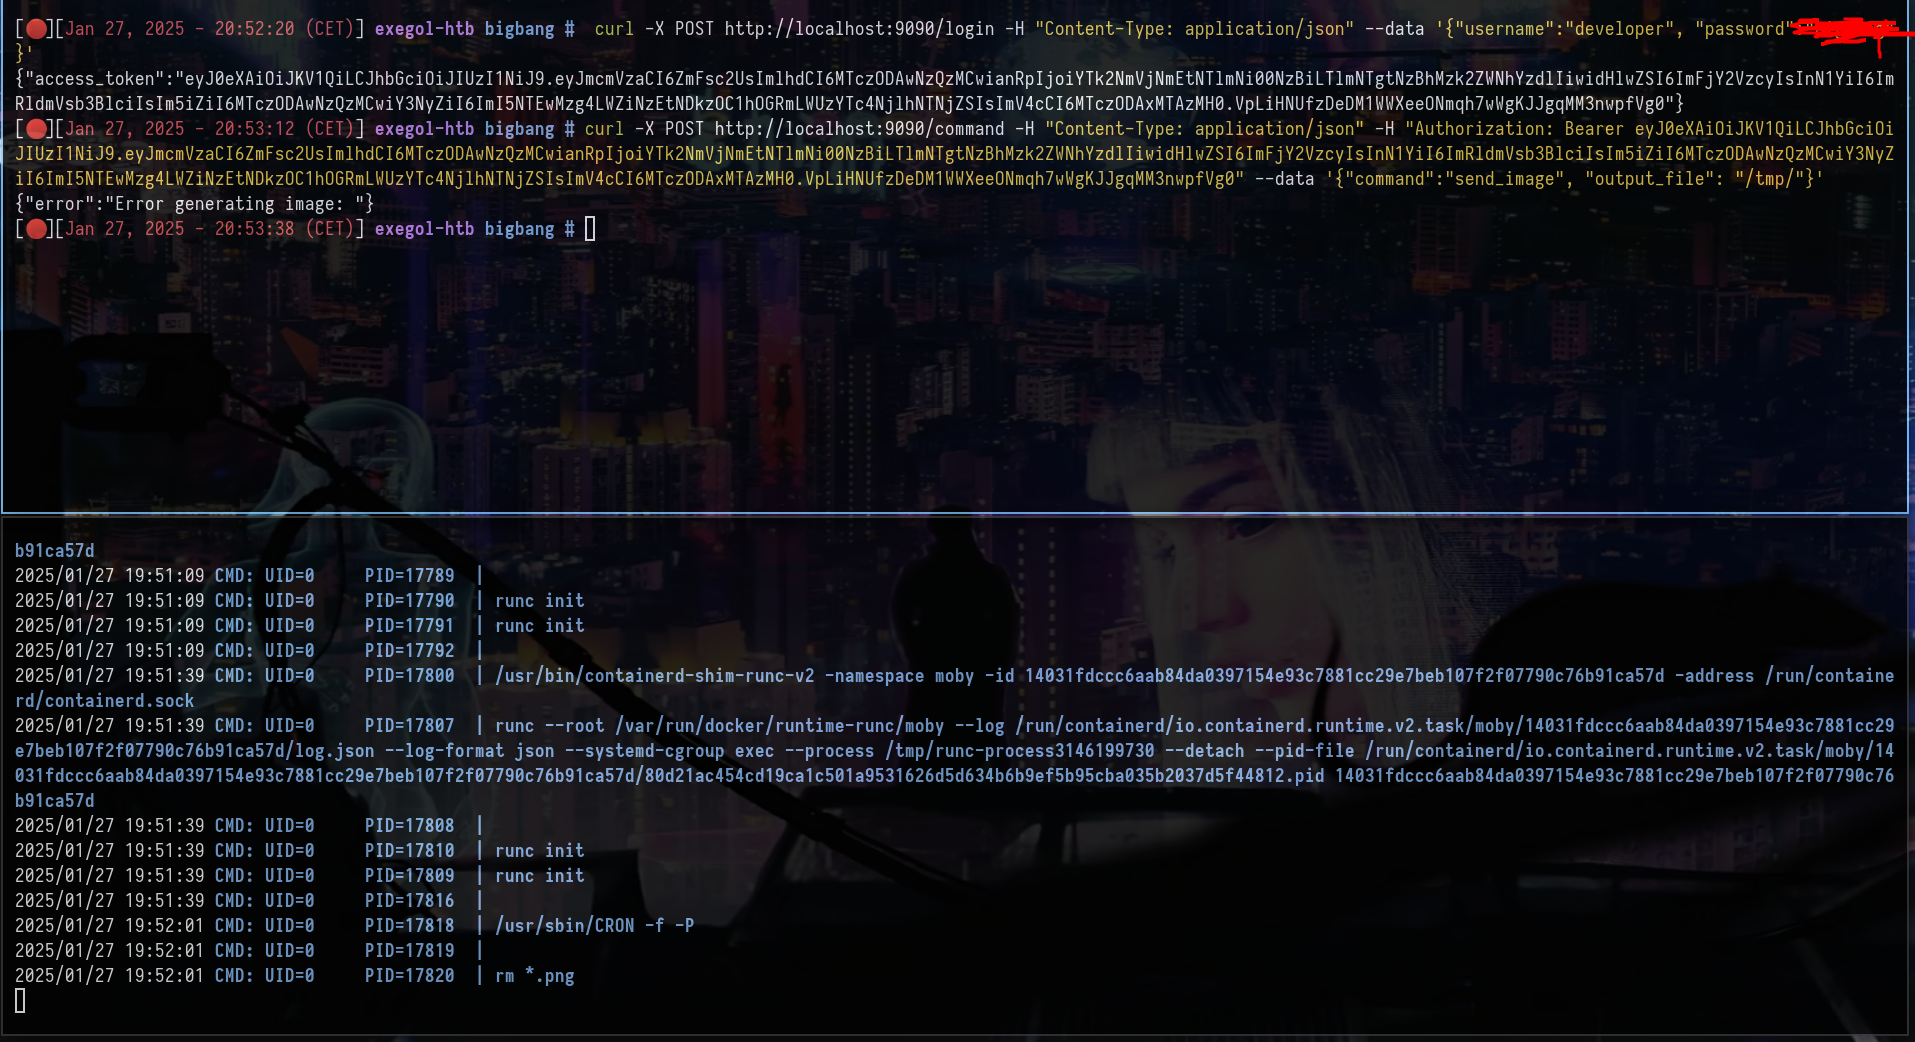 [🔴][Jan 27, 2025 - 20:52:20 (CET)] exegol-htb bigbang #  curl -X POST http://localhost:9090/login -H "Content-Type: application/json" --data '{"username":"developer", "password"
}'
{"access_token":"eyJ0eXAiOiJKV1QiLCJhbGciOiJIUzI1NiJ9.eyJmcmVzaCI6ZmFsc2UsImlhdCI6MTczODAwNzQzMCwianRpIjoiYTk2NmVjNmEtNTlmNi00NzBiLTlmNTgtNzBhMzk2ZWNhYzdlIiwidHlwZSI6ImFjY2VzcyIsInN1YiI6Im
RldmVsb3BlciIsIm5iZiI6MTczODAwNzQzMCwiY3NyZiI6ImI5NTEwMzg4LWZiNzEtNDkzOC1hOGRmLWUzYTc4NjlhNTNjZSIsImV4cCI6MTczODAxMTAzMH0.VpLiHNUfzDeDM1WWXeeONmqh7wWgKJJgqMM3nwpfVg0"}
[🔴][Jan 27, 2025 - 20:53:12 (CET)] exegol-htb bigbang # curl -X POST http://localhost:9090/command -H "Content-Type: application/json" -H "Authorization: Bearer eyJ0eXAiOiJKV1QiLCJhbGciOi
JIUzI1NiJ9.eyJmcmVzaCI6ZmFsc2UsImlhdCI6MTczODAwNzQzMCwianRpIjoiYTk2NmVjNmEtNTlmNi00NzBiLTlmNTgtNzBhMzk2ZWNhYzdlIiwidHlwZSI6ImFjY2VzcyIsInN1YiI6ImRldmVsb3BlciIsIm5iZiI6MTczODAwNzQzMCwiY3NyZ
iI6ImI5NTEwMzg4LWZiNzEtNDkzOC1hOGRmLWUzYTc4NjlhNTNjZSIsImV4cCI6MTczODAxMTAzMH0.VpLiHNUfzDeDM1WWXeeONmqh7wWgKJJgqMM3nwpfVg0" --data '{"command":"send_image", "output_file": "/tmp/"}'
{"error":"Error generating image: "}
[🔴][Jan 27, 2025 - 20:53:38 (CET)] exegol-htb bigbang #
b91ca57d
2025/01/27 19:51:09 CMD: UID=0     PID=17789  |
2025/01/27 19:51:09 CMD: UID=0     PID=17790  | runc init
2025/01/27 19:51:09 CMD: UID=0     PID=17791  | runc init
2025/01/27 19:51:09 CMD: UID=0     PID=17792  |
2025/01/27 19:51:39 CMD: UID=0     PID=17800  | /usr/bin/containerd-shim-runc-v2 -namespace moby -id 14031fdccc6aab84da0397154e93c7881cc29e7beb107f2f07790c76b91ca57d -address /run/containe
rd/containerd.sock
2025/01/27 19:51:39 CMD: UID=0     PID=17807  | runc --root /var/run/docker/runtime-runc/moby --log /run/containerd/io.containerd.runtime.v2.task/moby/14031fdccc6aab84da0397154e93c7881cc29
e7beb107f2f07790c76b91ca57d/log.json --log-format json --systemd-cgroup exec --process /tmp/runc-process3146199730 --detach --pid-file /run/containerd/io.containerd.runtime.v2.task/moby/14
031fdccc6aab84da0397154e93c7881cc29e7beb107f2f07790c76b91ca57d/80d21ac454cd19ca1c501a9531626d5d634b6b9ef5b95cba035b2037d5f44812.pid 14031fdccc6aab84da0397154e93c7881cc29e7beb107f2f07790c76
b91ca57d
2025/01/27 19:51:39 CMD: UID=0     PID=17808  |
2025/01/27 19:51:39 CMD: UID=0     PID=17810  | runc init
2025/01/27 19:51:39 CMD: UID=0     PID=17809  | runc init
2025/01/27 19:51:39 CMD: UID=0     PID=17816  |
2025/01/27 19:52:01 CMD: UID=0     PID=17818  | /usr/sbin/CRON -f -P
2025/01/27 19:52:01 CMD: UID=0     PID=17819  |
2025/01/27 19:52:01 CMD: UID=0     PID=17820  | rm *.png